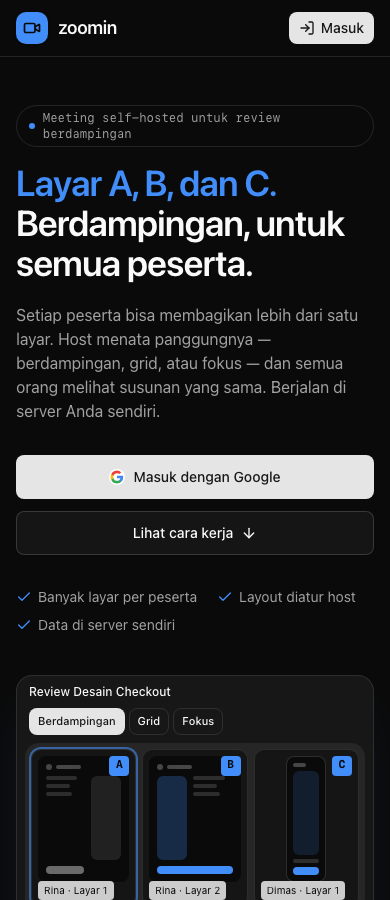 zoomin
Masuk
Meeting self-hosted untuk review
berdampingan
Layar A, B, dan C.
Berdampingan, untuk
semua peserta.
Setiap peserta bisa membagikan lebih dari satu
layar. Host menata panggungnya —
berdampingan, grid, atau fokus — dan semua
orang melihat susunan yang sama. Berjalan di
server Anda sendiri.
Masuk dengan Google
Lihat cara kerja ↓
Banyak layar per peserta
Layout diatur host
Data di server sendiri
Review Desain Checkout
Berdampingan
Grid
Fokus
A
B
C
Rina · Layar 1
Rina · Layar 2
Dimas · Layar 1